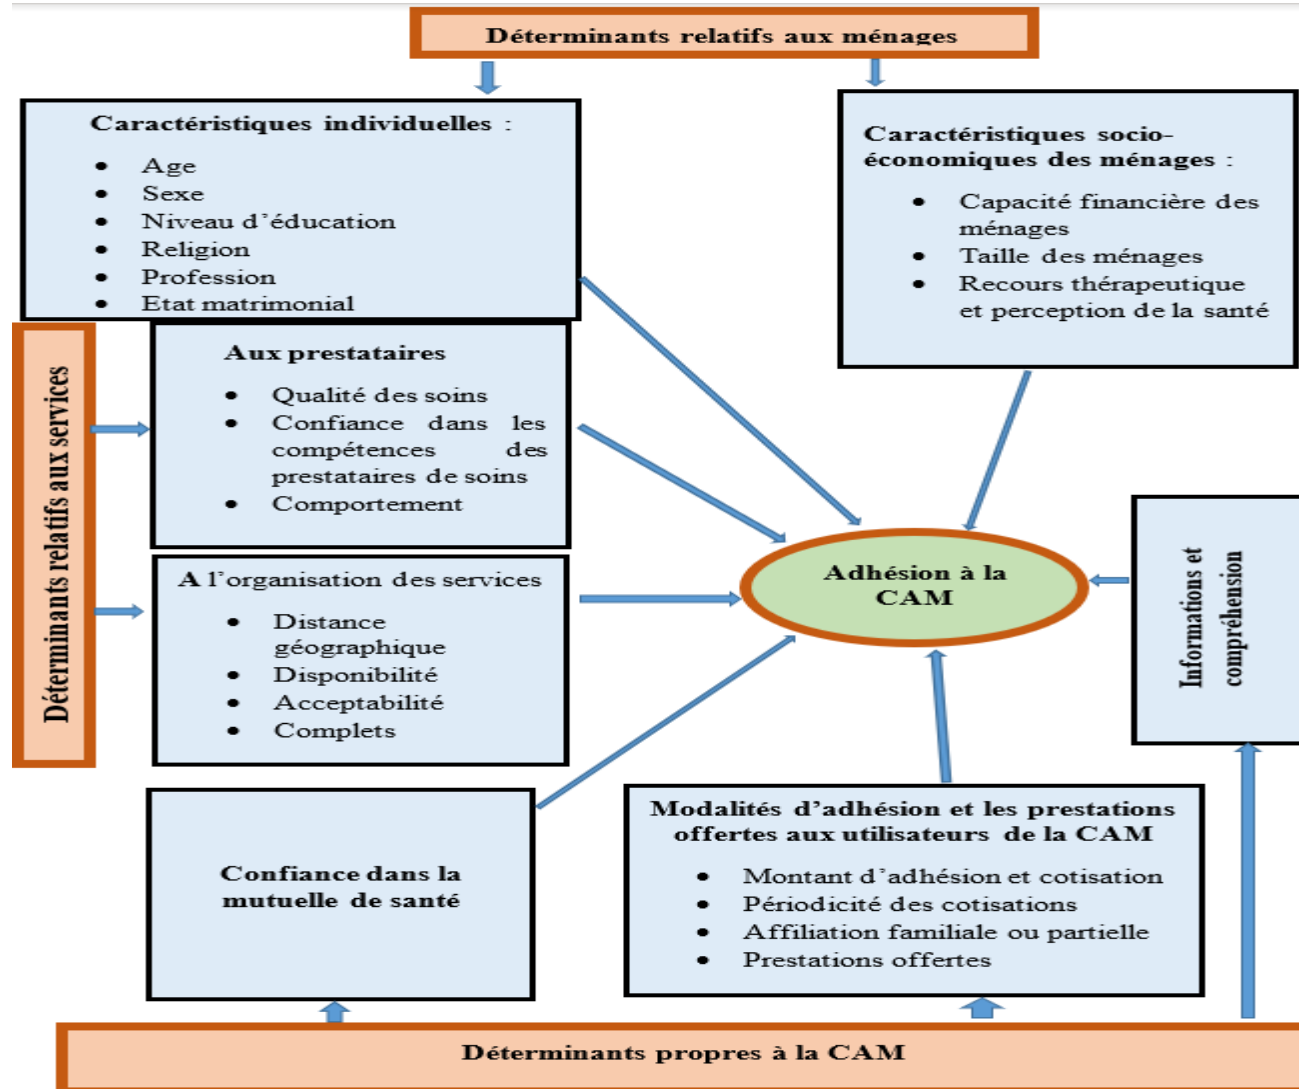 Déterminants relatifs aux ménages
Caractéristiques individuelles :
• Age
• Sexe
• Niveau d’éducation
• Religion
• Profession
• Etat matrimonial
Caractéristiques socio-
économiques des ménages :
• Capacité financière des
ménages
• Taille des ménages
• Recours thérapeutique
et perception de la santé
Déterminants relatifs aux services
Aux prestataires
• Qualité des soins
• Confiance dans les
compétences des
prestataires de soins
• Comportement
A l’organisation des services
• Distance
géographique
• Disponibilité
• Acceptabilité
• Complets
Adhésion à la
CAM
Informations et
compréhension
Confiance dans la
mutuelle de santé
Modalités d’adhésion et les prestations
offertes aux utilisateurs de la CAM
• Montant d’adhésion et cotisation
• Périodicité des cotisations
• Affiliation familiale ou partielle
• Prestations offertes
Déterminants propres à la CAM